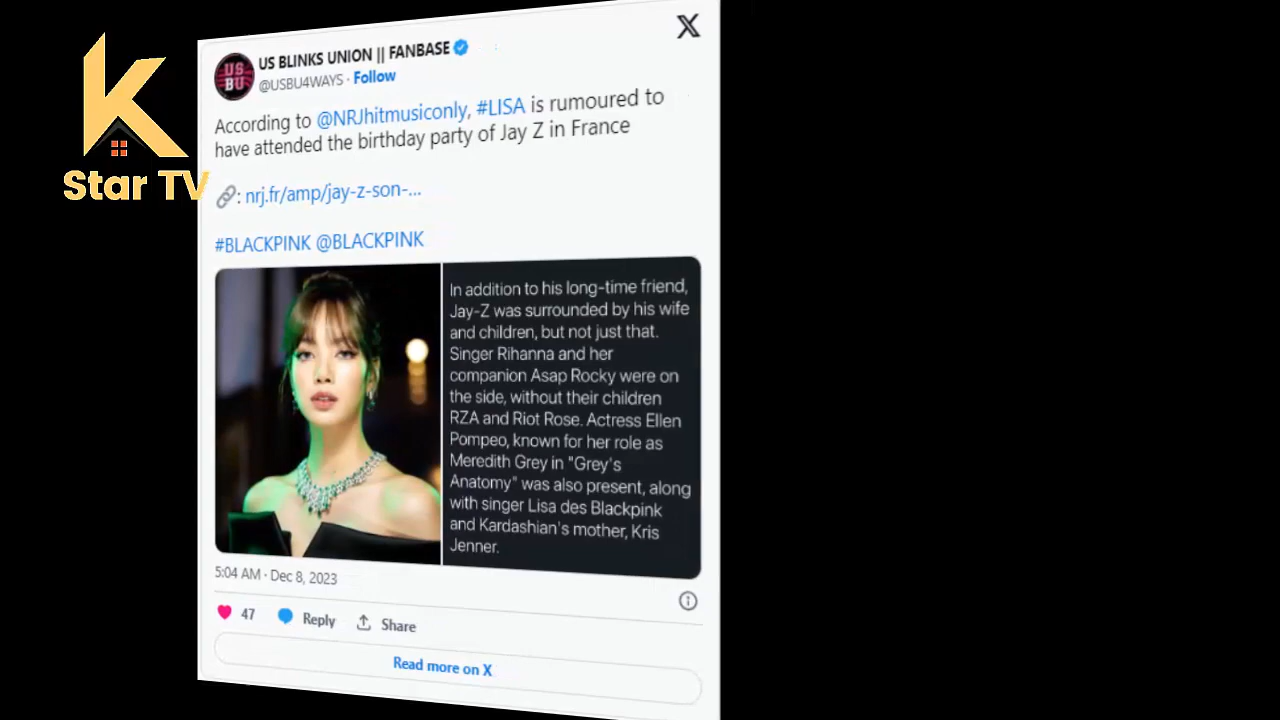 K
Star TV
X
US BLINKS UNION || FANBASE
US
BU
@USBU4WAYS · Follow
According to @NRJhitmusiconly, #LISA is rumoured to
have attended the birthday party of Jay Z in France
: nrj.fr/amp/jay-z-son-...
#BLACKPINK @BLACKPINK
In addition to his long-time friend,
Jay-Z was surrounded by his wife
and children, but not just that.
Singer Rihanna and her
companion Asap Rocky were on
the side, without their children
RZA and Riot Rose. Actress Ellen
Pompeo, known for her role as
Meredith Grey in "Grey's
Anatomy" was also present, along
with singer Lisa des Blackpink
and Kardashian's mother, Kris
Jenner.
5:04 AM · Dec 8, 2023
47 Reply Share
Read more on X